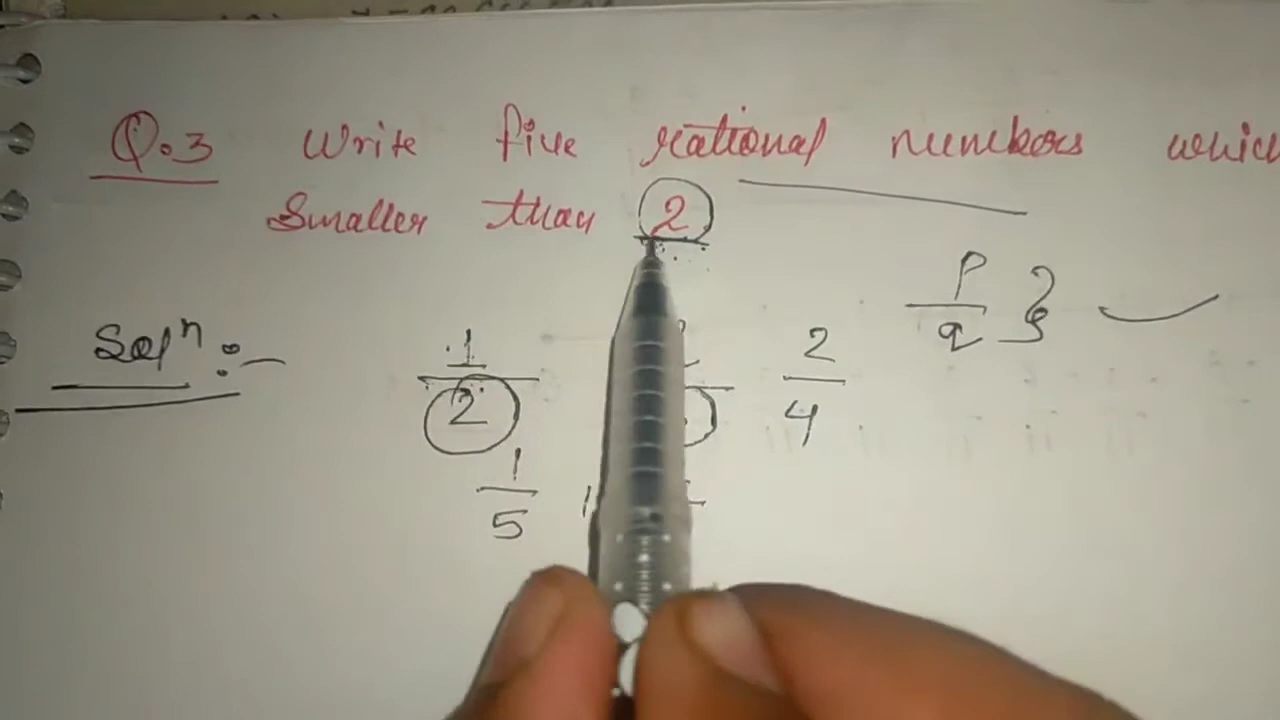 Q.3 Write five rational numbers which
Smaller than 2
p/q }
Solⁿ :- 1/2 2/4
1/5